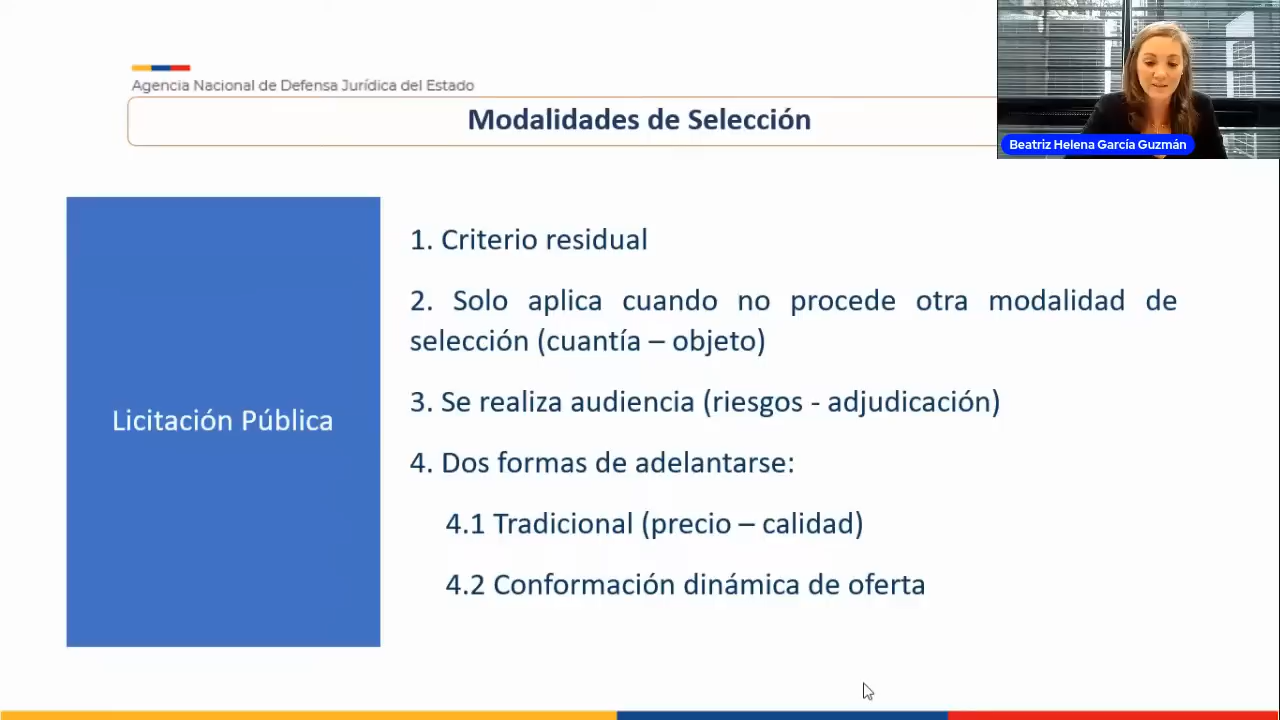 Agencia Nacional de Defensa Jurídica del Estado
Modalidades de Selección
Beatriz Helena García Guzmán
Licitación Pública
1. Criterio residual
2. Solo aplica cuando no procede otra modalidad de
selección (cuantía – objeto)
3. Se realiza audiencia (riesgos - adjudicación)
4. Dos formas de adelantarse:
4.1 Tradicional (precio – calidad)
4.2 Conformación dinámica de oferta